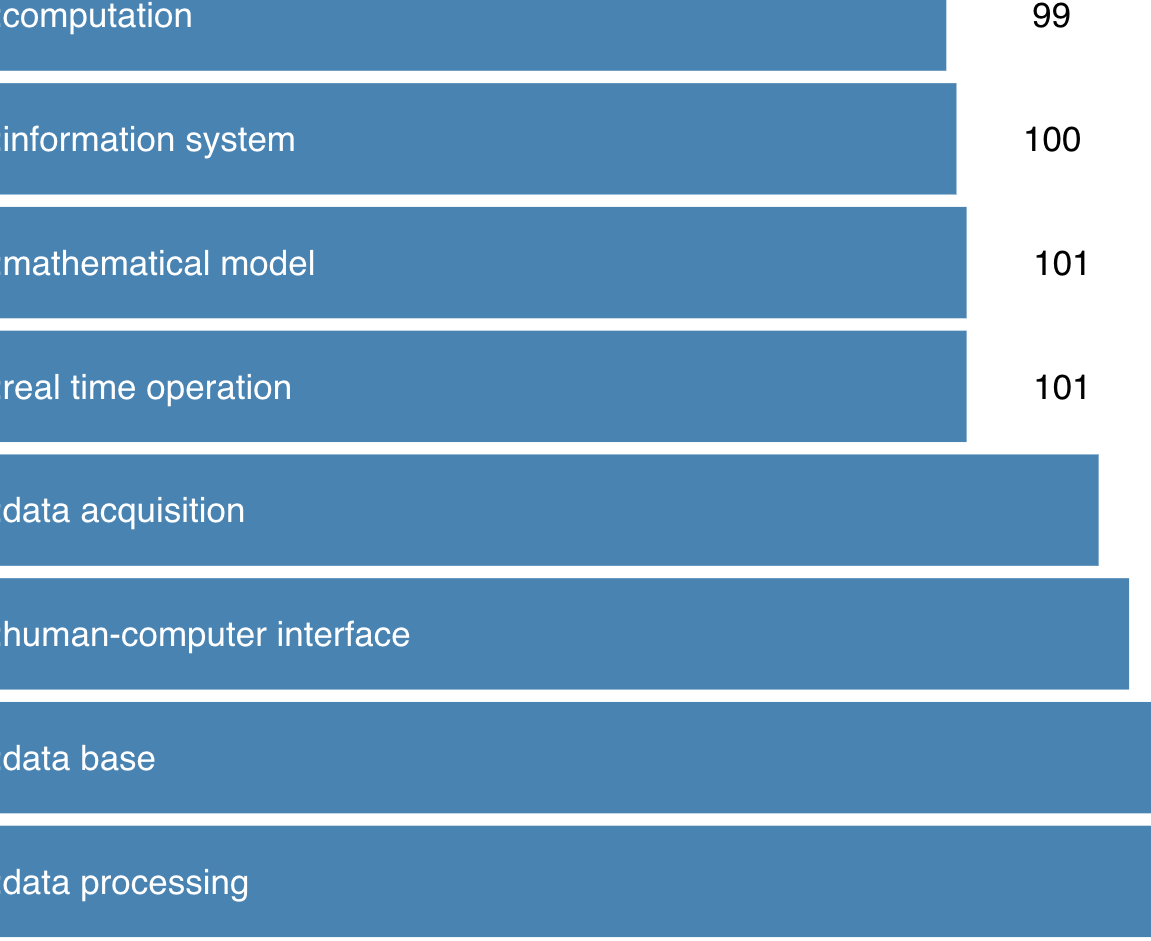 :computation 99
:information system 100
:mathematical model 101
:real time operation 101
:data acquisition
:human-computer interface
:data base
:data processing